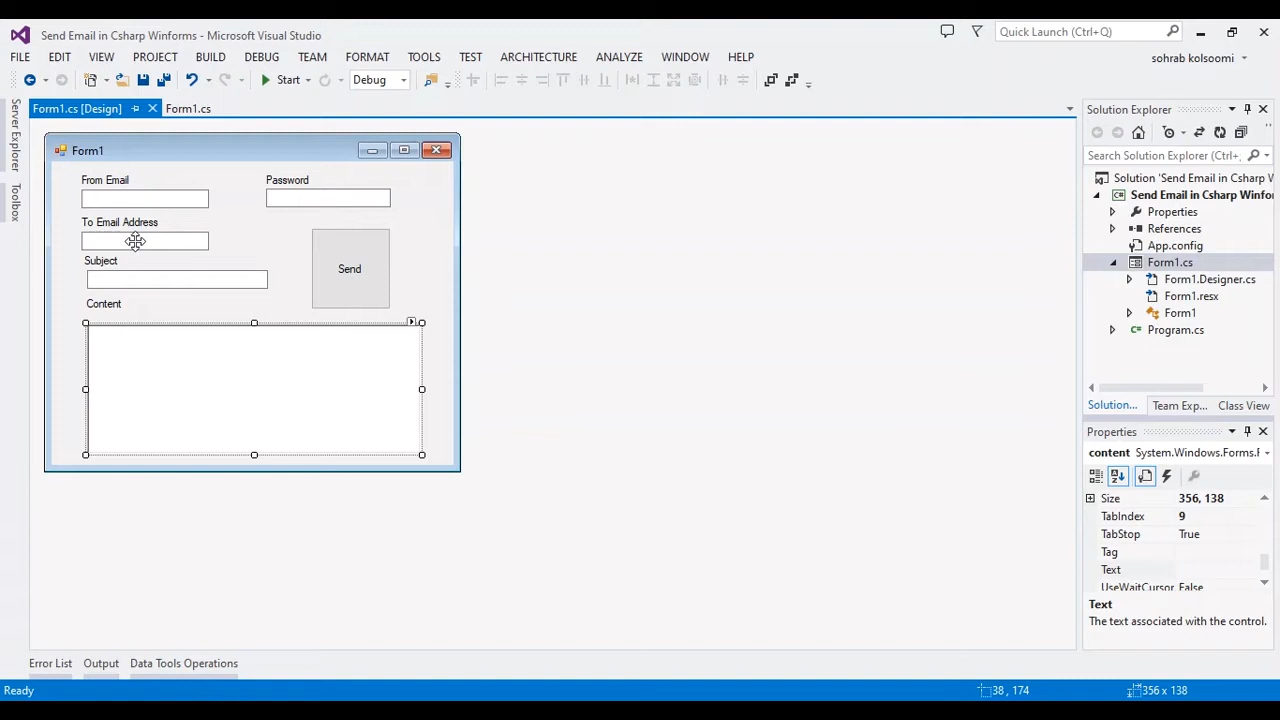 Send Email in Csharp Winforms - Microsoft Visual Studio
Quick Launch (Ctrl+Q)
FILE EDIT VIEW PROJECT BUILD DEBUG TEAM FORMAT TOOLS TEST ARCHITECTURE ANALYZE WINDOW HELP
sohrab kolsoomi
Start Debug
Server Explorer
Toolbox
Form1.cs [Design] Form1.cs
Form1
From Email Password
To Email Address
Subject
Send
Content
Solution Explorer
Search Solution Explorer (Ctrl+;
Solution 'Send Email in Csharp W
Send Email in Csharp Winfor
Properties
References
App.config
Form1.cs
Form1.Designer.cs
Form1.resx
Form1
Program.cs
Solution... Team Exp... Class View
Properties
content System.Windows.Forms.F
Size 356, 138
TabIndex 9
TabStop True
Tag
Text
UseWaitCursor False
Text
The text associated with the control.
Error List Output Data Tools Operations
Ready 38 , 174 356 x 138